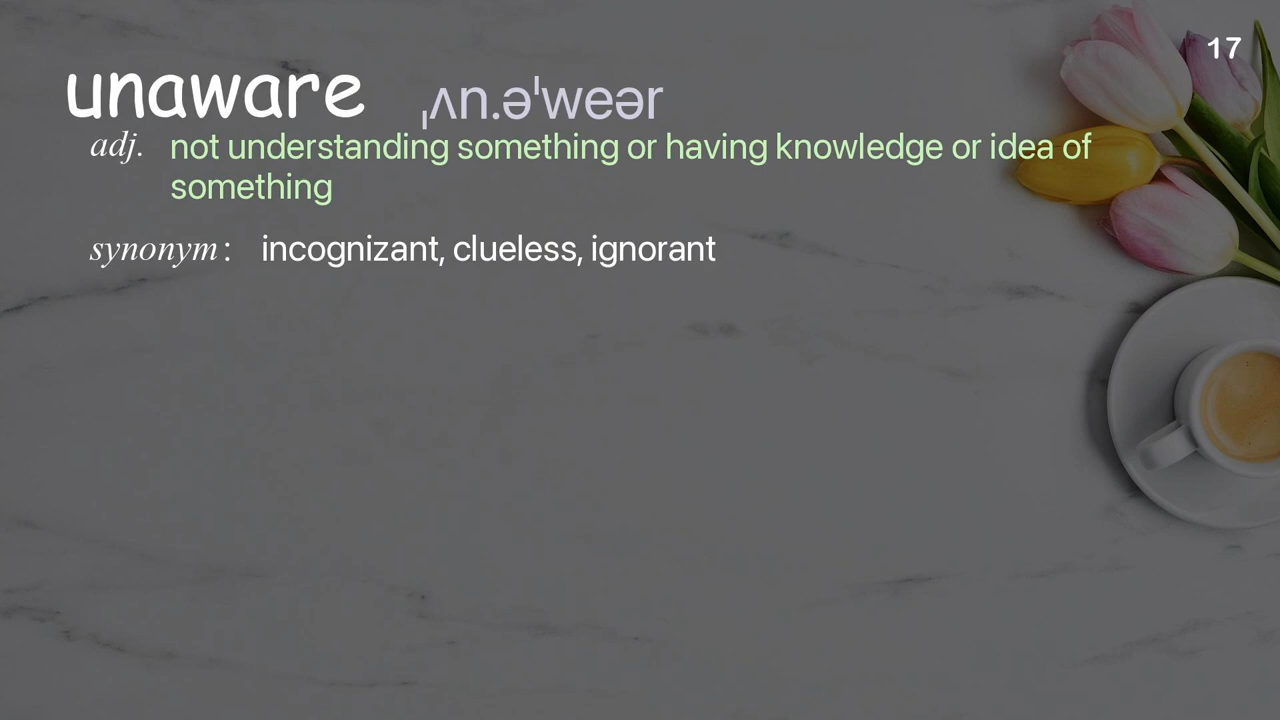 17
unaware ˌʌn.əˈweər
adj. not understanding something or having knowledge or idea of
something
synonym: incognizant, clueless, ignorant